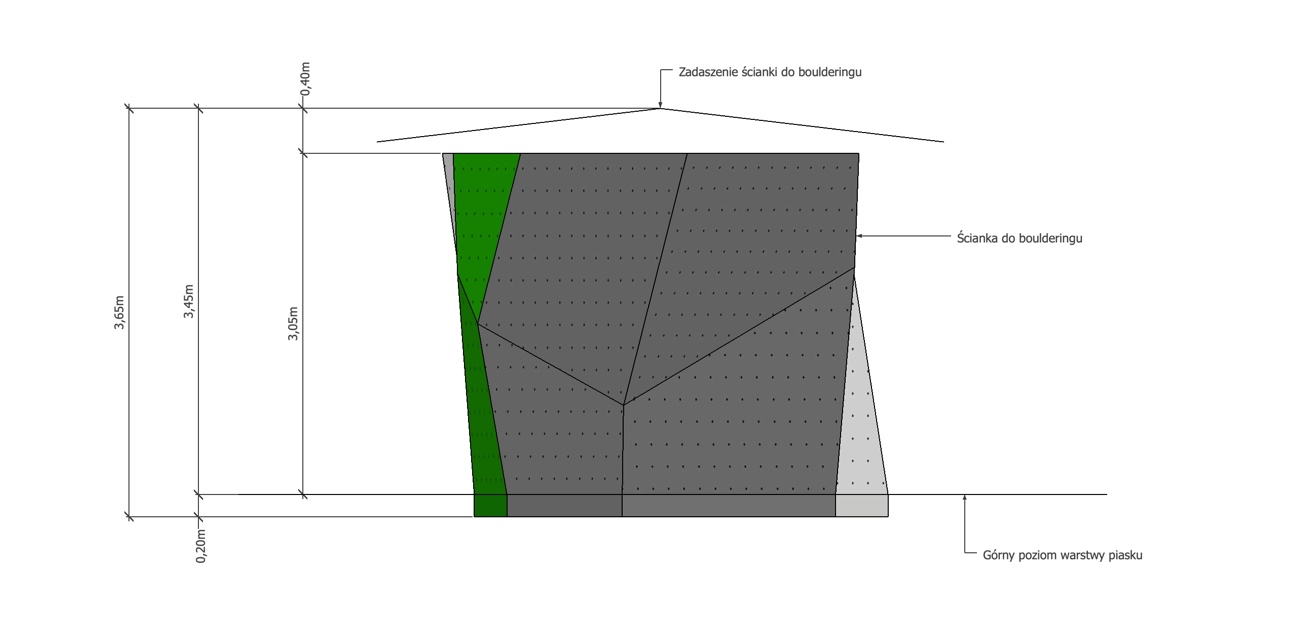 0,40m
Zadaszenie ścianki do boulderingu
Ścianka do boulderingu
3,65m
3,45m
3,05m
0,20m
Górny poziom warstwy piasku